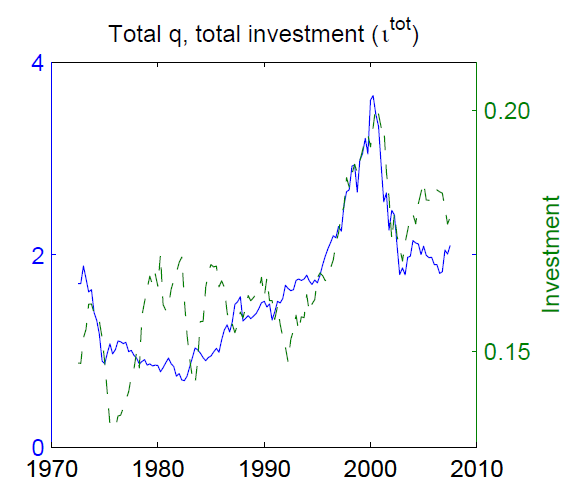 Total q, total investment (ι^tot)
4
0.20
2
Investment
0.15
0
1970 1980 1990 2000 2010